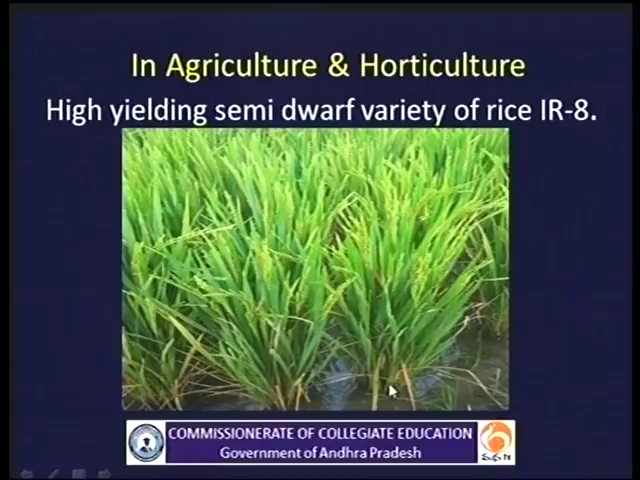 In Agriculture & Horticulture
High yielding semi dwarf variety of rice IR-8.
COMMISSIONERATE OF COLLEGIATE EDUCATION
Government of Andhra Pradesh